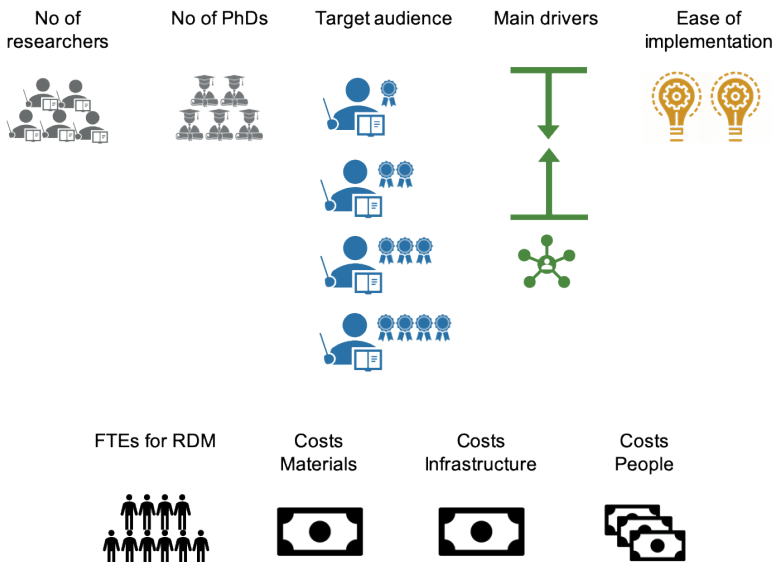 No of
researchers
No of PhDs
Target audience
Main drivers
Ease of
implementation
FTEs for RDM
Costs
Materials
Costs
Infrastructure
Costs
People